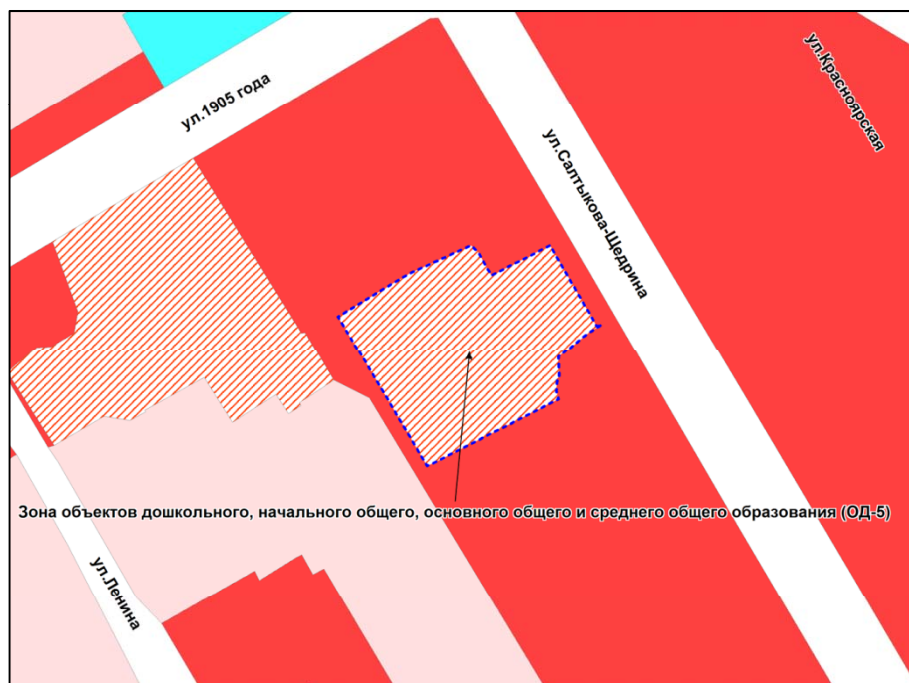 ул.1905 года
ул.Красноярская
ул.Салтыкова-Щедрина
Зона объектов дошкольного, начального общего, основного общего и среднего общего образования (ОД-5)
ул.Ленина